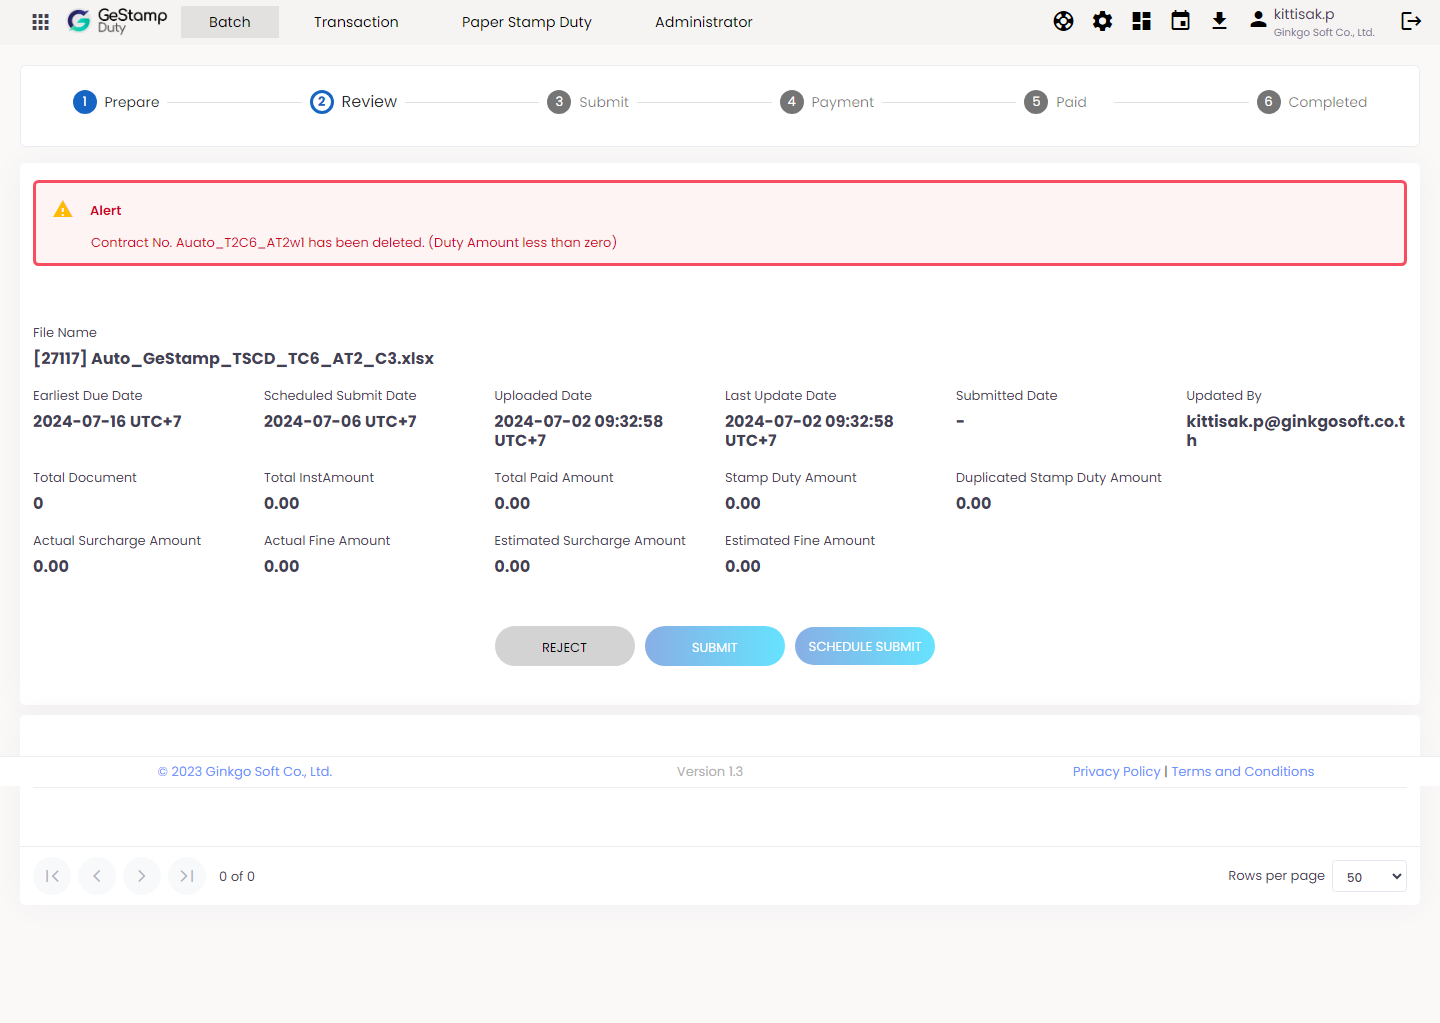 GeStamp
Duty
Batch
Transaction
Paper Stamp Duty
Administrator
kittisak.p
Ginkgo Soft Co., Ltd.
1 Prepare
2 Review
3 Submit
4 Payment
5 Paid
6 Completed
Alert
Contract No. Auato_T2C6_AT2w1 has been deleted. (Duty Amount less than zero)
File Name
[27117] Auto_GeStamp_TSCD_TC6_AT2_C3.xlsx
Earliest Due Date
2024-07-16 UTC+7
Scheduled Submit Date
2024-07-06 UTC+7
Uploaded Date
2024-07-02 09:32:58
UTC+7
Last Update Date
2024-07-02 09:32:58
UTC+7
Submitted Date
-
Updated By
kittisak.p@ginkgosoft.co.t
h
Total Document
0
Total InstAmount
0.00
Total Paid Amount
0.00
Stamp Duty Amount
0.00
Duplicated Stamp Duty Amount
0.00
Actual Surcharge Amount
0.00
Actual Fine Amount
0.00
Estimated Surcharge Amount
0.00
Estimated Fine Amount
0.00
REJECT
SUBMIT
SCHEDULE SUBMIT
© 2023 Ginkgo Soft Co., Ltd.
Version 1.3
Privacy Policy | Terms and Conditions
0 of 0
Rows per page 50